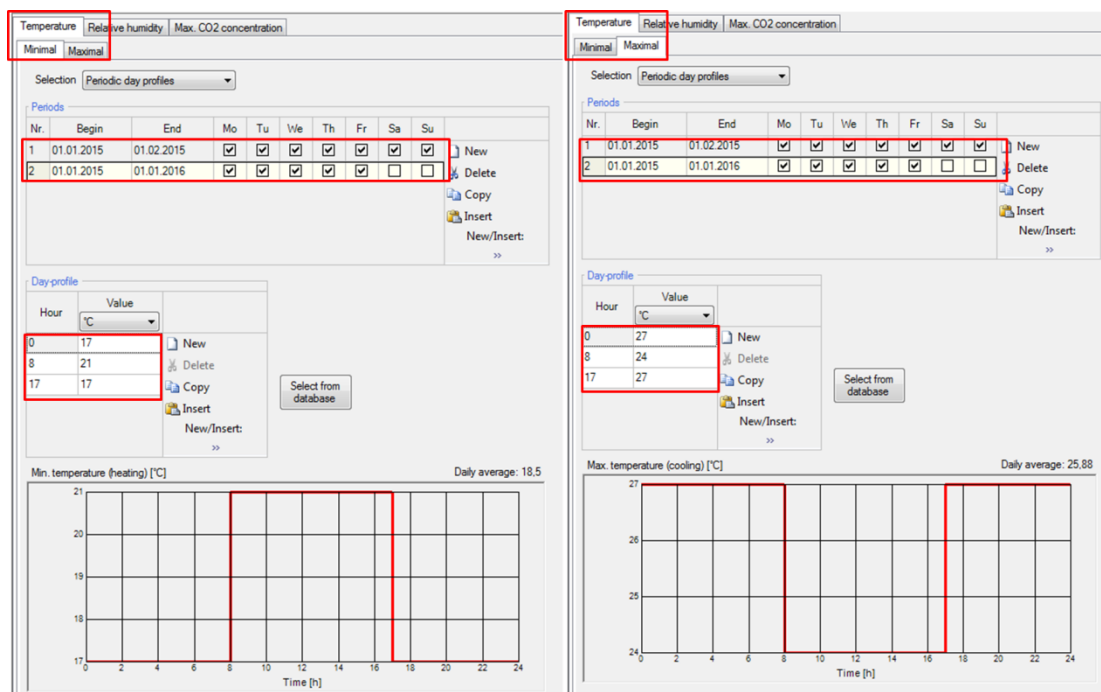 Temperature Relative humidity Max. CO2 concentration
Minimal Maximal
Selection Periodic day profiles
Periods
Nr. Begin End Mo Tu We Th Fr Sa Su
1 01.01.2015 01.02.2015
2 01.01.2015 01.01.2016
New
Delete
Copy
Insert
New/Insert:
>>
Day-profile
Hour Value
°C
0 17
8 21
17 17
New
Delete
Copy
Insert
New/Insert:
>>
Select from
database
Min. temperature (heating) [°C] Daily average: 18,5
21
20
19
18
17
0 2 4 6 8 10 12 14 16 18 20 22 24
Time [h]
Temperature Relative humidity Max. CO2 concentration
Minimal Maximal
Selection Periodic day profiles
Periods
Nr. Begin End Mo Tu We Th Fr Sa Su
1 01.01.2015 01.02.2015
2 01.01.2015 01.01.2016
New
Delete
Copy
Insert
New/Insert:
>>
Day-profile
Hour Value
°C
0 27
8 24
17 27
New
Delete
Copy
Insert
New/Insert:
>>
Select from
database
Max. temperature (cooling) [°C] Daily average: 25,88
27
26
25
24
0 2 4 6 8 10 12 14 16 18 20 22 24
Time [h]